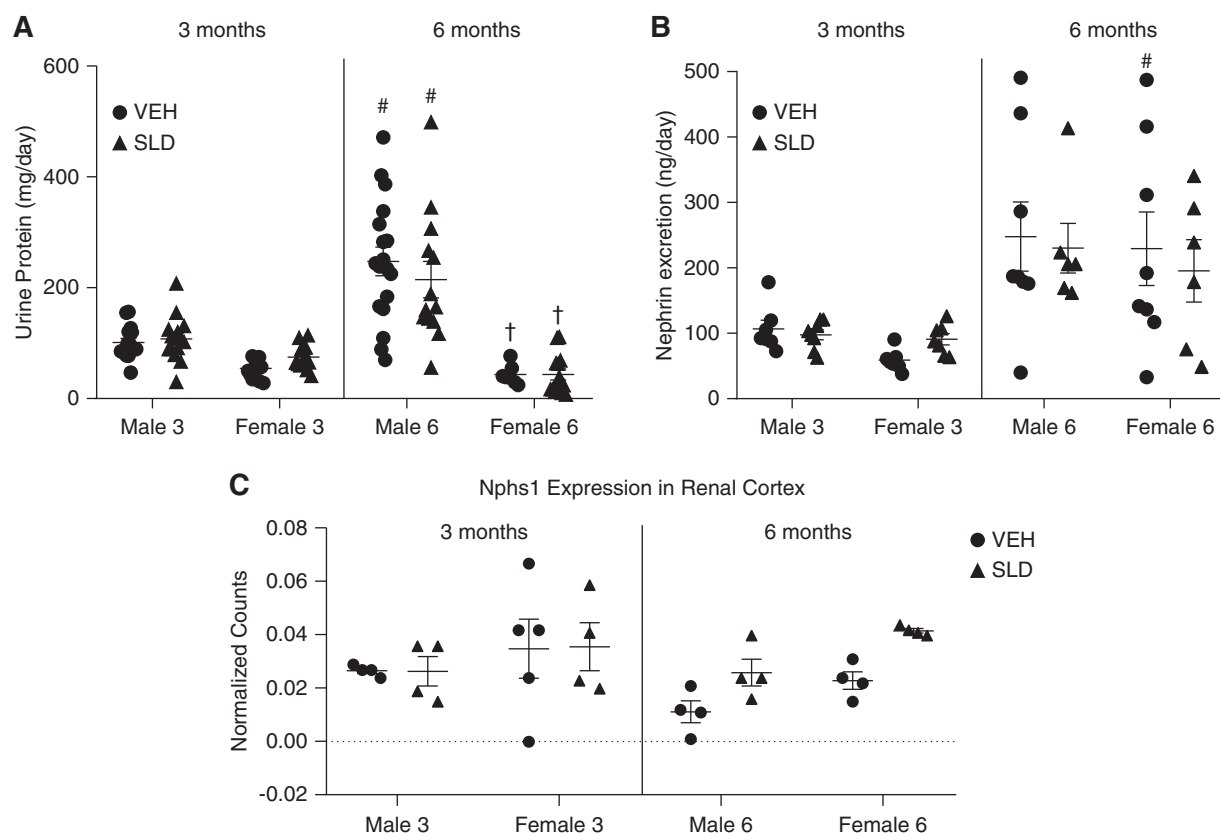 A
3 months
6 months
Urine Protein (mg/day)
600
400
200
0
VEH
SLD
#
#
†
†
Male 3
Female 3
Male 6
Female 6
B
3 months
6 months
Nephrin excretion (ng/day)
500
400
300
200
100
0
VEH
SLD
#
Male 3
Female 3
Male 6
Female 6
C
Nphs1 Expression in Renal Cortex
3 months
6 months
Normalized Counts
0.08
0.06
0.04
0.02
0.00
-0.02
VEH
SLD
Male 3
Female 3
Male 6
Female 6